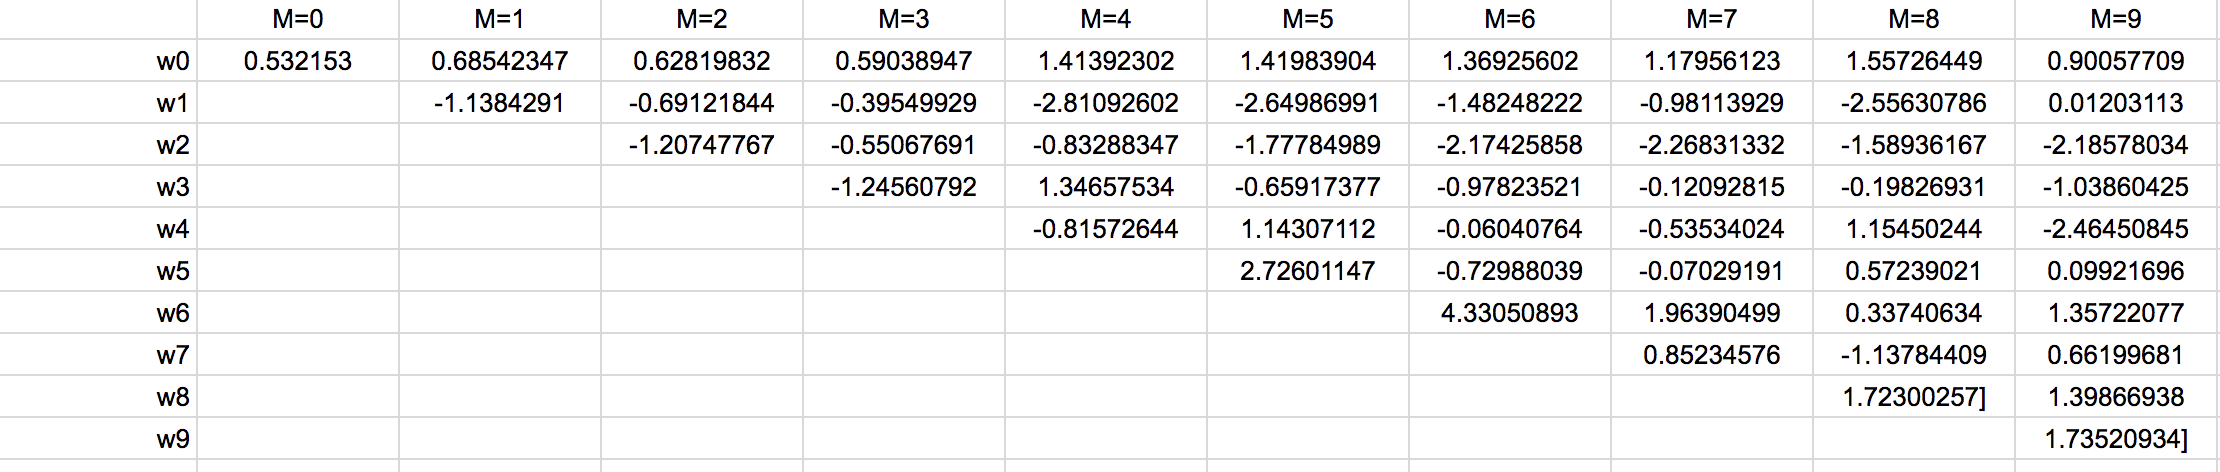 M=0 M=1 M=2 M=3 M=4 M=5 M=6 M=7 M=8 M=9
w0 0.532153 0.68542347 0.62819832 0.59038947 1.41392302 1.41983904 1.36925602 1.17956123 1.55726449 0.90057709
w1 -1.1384291 -0.69121844 -0.39549929 -2.81092602 -2.64986991 -1.48248222 -0.98113929 -2.55630786 0.01203113
w2 -1.20747767 -0.55067691 -0.83288347 -1.77784989 -2.17425858 -2.26831332 -1.58936167 -2.18578034
w3 -1.24560792 1.34657534 -0.65917377 -0.97823521 -0.12092815 -0.19826931 -1.03860425
w4 -0.81572644 1.14307112 -0.06040764 -0.53534024 1.15450244 -2.46450845
w5 2.72601147 -0.72988039 -0.07029191 0.57239021 0.09921696
w6 4.33050893 1.96390499 0.33740634 1.35722077
w7 0.85234576 -1.13784409 0.66199681
w8 1.72300257] 1.39866938
w9 1.73520934]